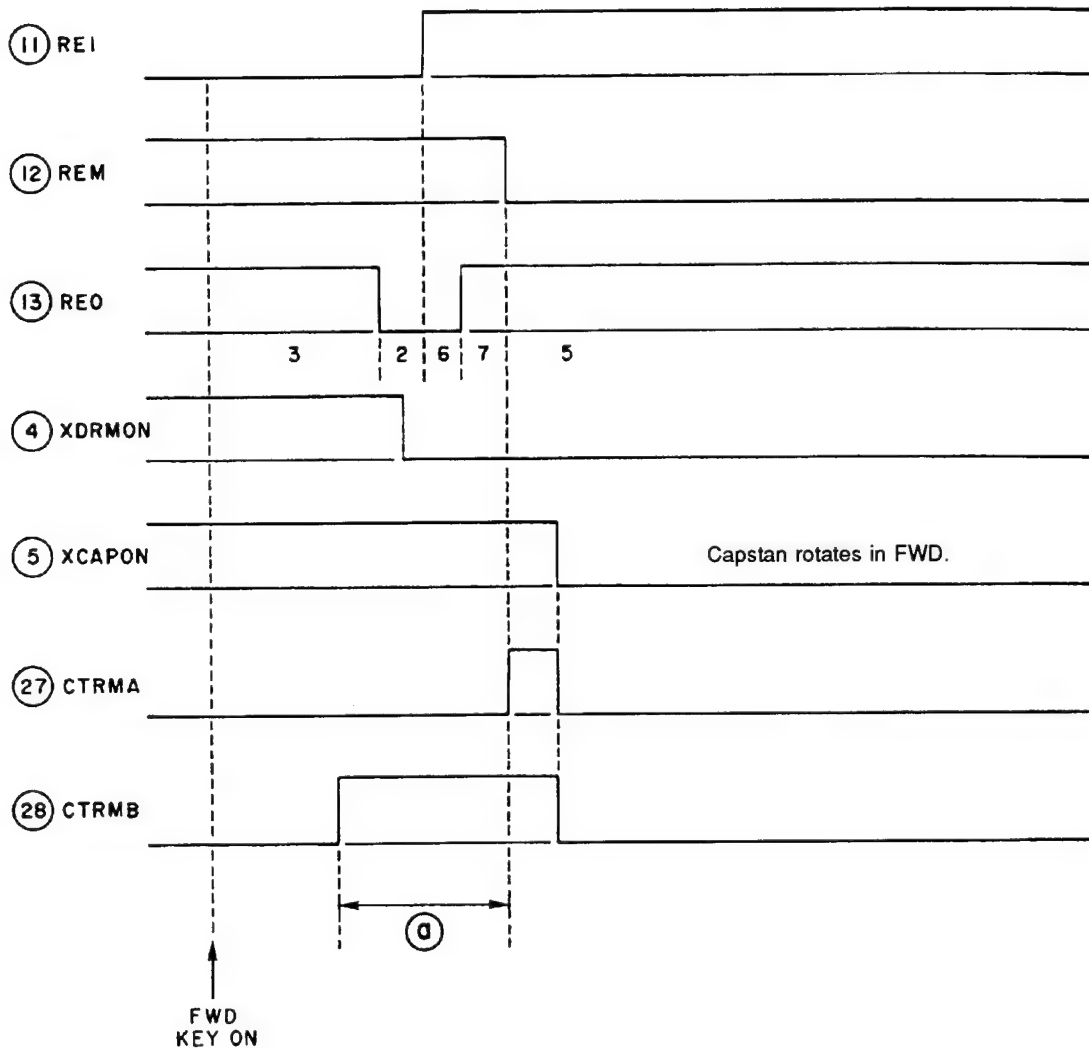 11 REI
12 REM
13 REO
3 2 6 7 5
4 XDRMON
5 XCAPON
Capstan rotates in FWD.
27 CTRMA
28 CTRMB
a
FWD
KEY ON